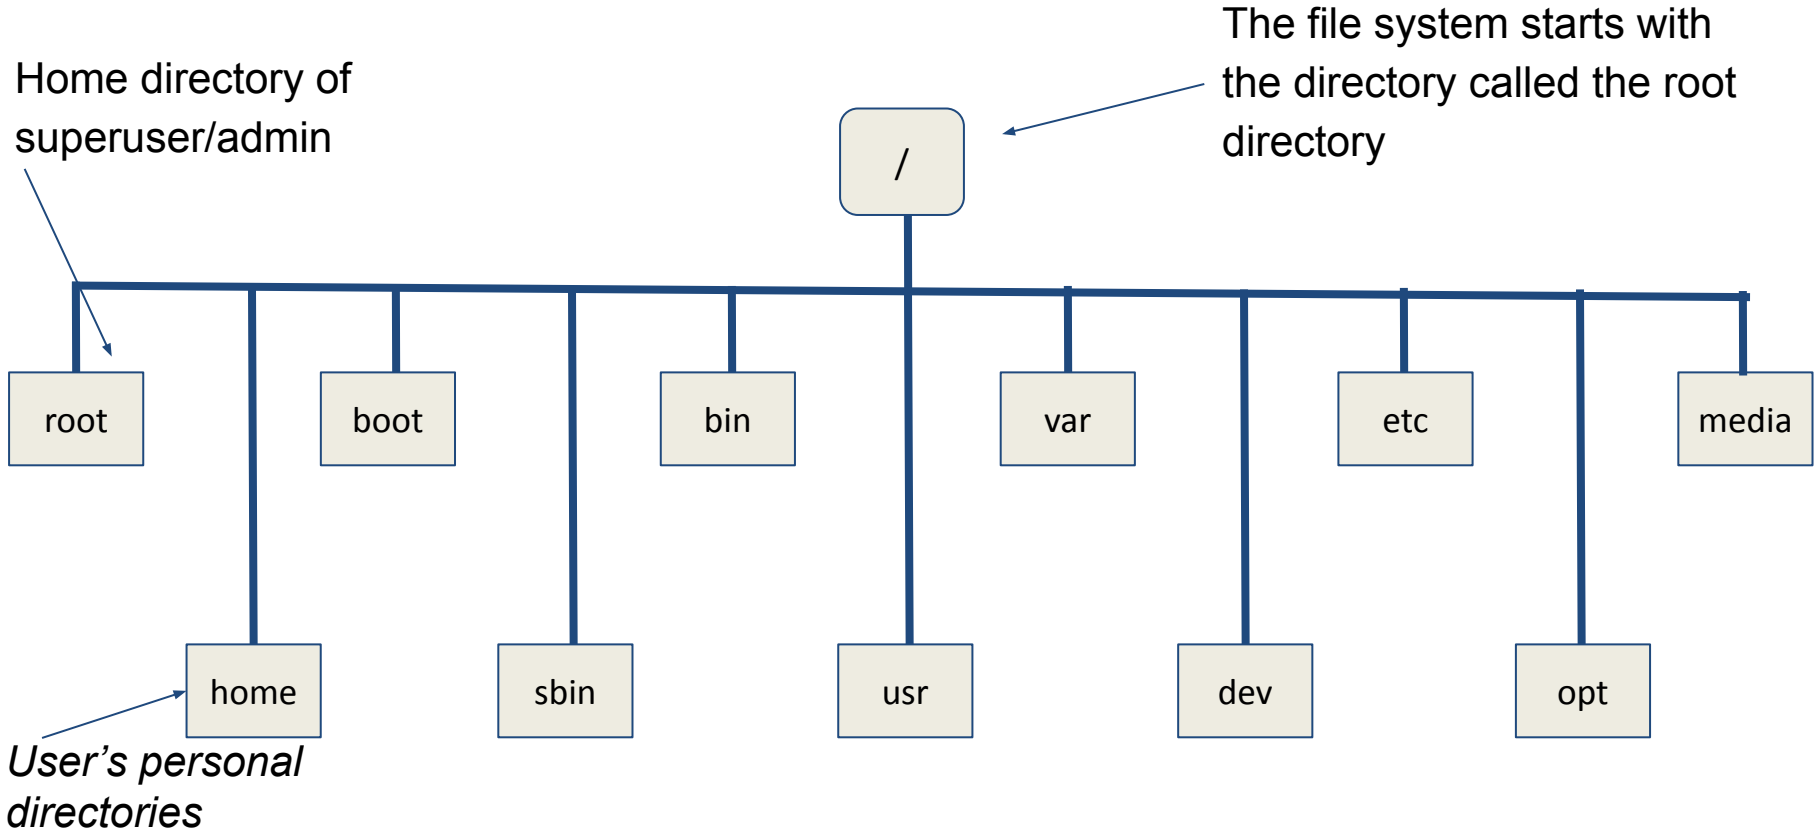 The file system starts with
the directory called the root
directory
Home directory of
superuser/admin
/
root
boot
bin
var
etc
media
home
sbin
usr
dev
opt
User’s personal
directories